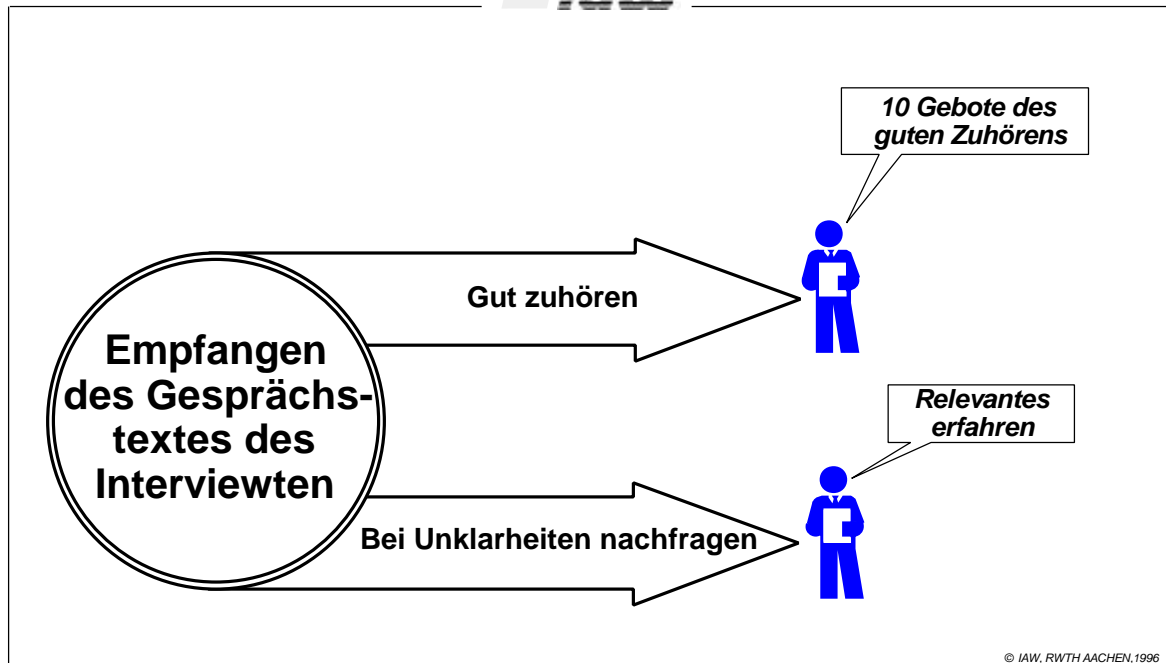 10 Gebote des
guten Zuhörens
Gut zuhören
Empfangen
des Gesprächs-
textes des
Interviewten
Relevantes
erfahren
Bei Unklarheiten nachfragen
© IAW, RWTH AACHEN,1996